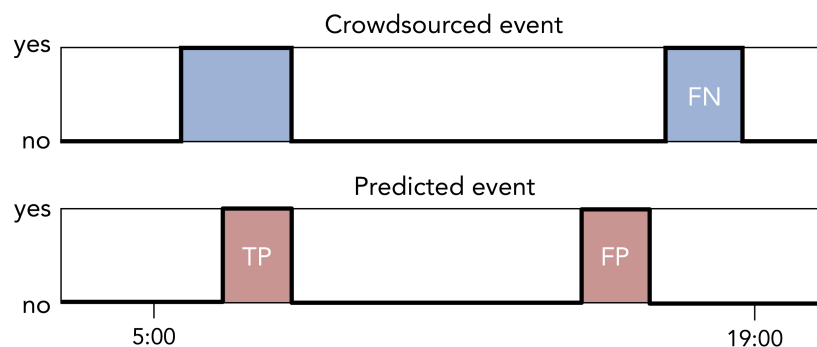 Crowdsourced event
yes
FN
no
Predicted event
yes
TP FP
no
5:00 19:00